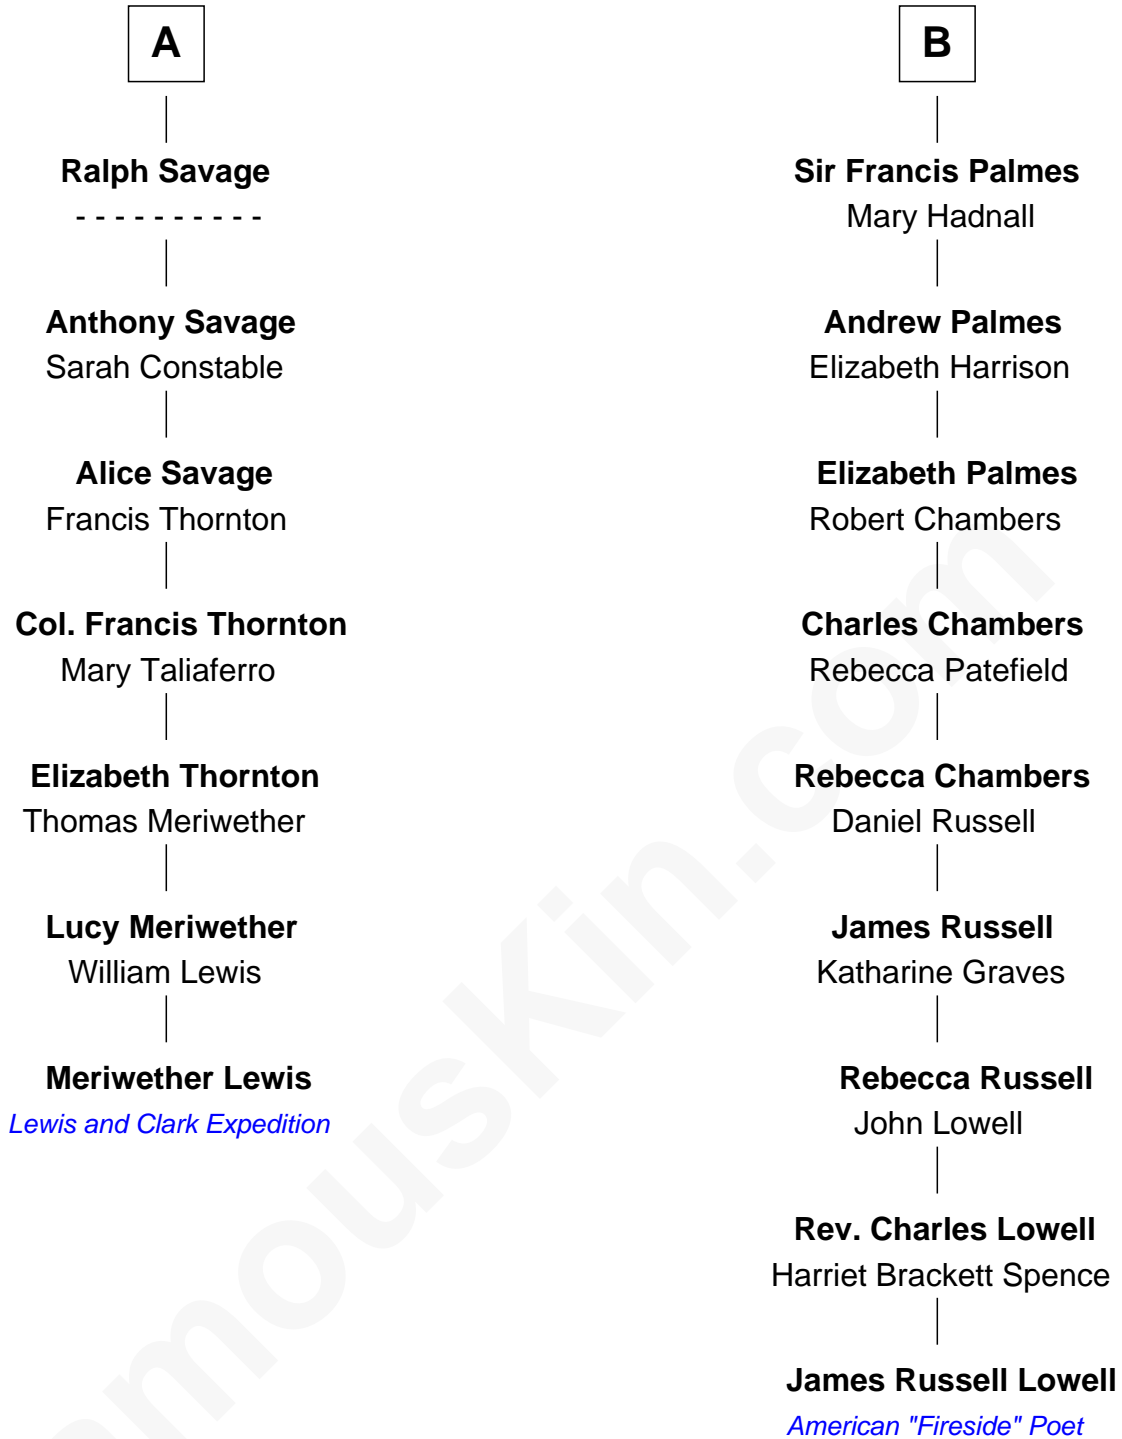 A
Ralph Savage
- - - - - - - - - -
Anthony Savage
Sarah Constable
Alice Savage
Francis Thornton
Col. Francis Thornton
Mary Taliaferro
Elizabeth Thornton
Thomas Meriwether
Lucy Meriwether
William Lewis
Meriwether Lewis
Lewis and Clark Expedition
B
Sir Francis Palmes
Mary Hadnall
Andrew Palmes
Elizabeth Harrison
Elizabeth Palmes
Robert Chambers
Charles Chambers
Rebecca Patefield
Rebecca Chambers
Daniel Russell
James Russell
Katharine Graves
Rebecca Russell
John Lowell
Rev. Charles Lowell
Harriet Brackett Spence
James Russell Lowell
American "Fireside" Poet
amouskin.com